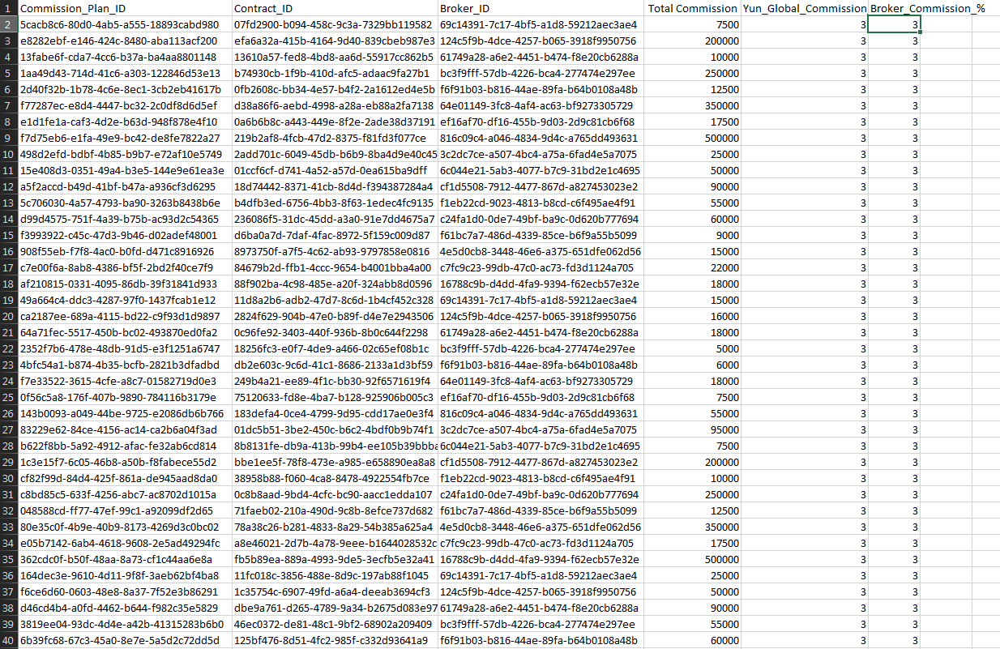 1 Commission_Plan_ID Contract_ID Broker_ID Total Commission Yun_Global_Commission Broker_Commission_%
2 5cacb8c6-80d0-4ab5-a555-18893cabd980 07fd2900-b094-458c-9c3a-7329bb119582 69c14391-7c17-4bf5-a1d8-59212aec3ae4 7500 3 3
3 e8282ebf-e146-424c-8480-aba113acf200 efa6a32a-415b-4164-9d40-839cbeb987e3 124c5f9b-4dce-4257-b065-3918f9950756 200000 3 3
4 13fabe6f-cda7-4cc6-b37a-ba4aa8801148 13610a57-fed8-4bd8-aa6d-55917cc862b5 61749a28-a6e2-4451-b474-f8e20cb6288a 10000 3 3
5 1aa49d43-714d-41c6-a303-122846d53e13 b74930cb-1f9b-410d-afc5-adaac9fa27b1 bc3f9fff-57db-4226-bca4-277474e297ee 250000 3 3
6 2d40f32b-1b78-4c6e-8ec1-3cb2eb41617b 0fb2608c-bb34-4e57-b4f2-2a1612ed4e5b f6f91b03-b816-44ae-89fa-b64b0108a48b 12500 3 3
7 f77287ec-e8d4-4447-bc32-2c0df8d6d5ef d38a86f6-aebd-4998-a28a-eb88a2fa7138 64e01149-3fc8-4af4-ac63-bf9273305729 350000 3 3
8 e1d1fe1a-caf3-4d2e-b63d-948f878e4f10 0a6b6b8c-a443-449e-8f2e-2ade38d37191 ef16af70-df16-455b-9d03-2d9c81cb6f68 17500 3 3
9 f7d75eb6-e1fa-49e9-bc42-de8fe7822a27 219b2af8-4fcb-47d2-8375-f81fd3f077ce 816c09c4-a046-4834-9d4c-a765dd493631 500000 3 3
10 498d2efd-bdbf-4b85-b9b7-e72af10e5749 2add701c-6049-45db-b6b9-8ba4d9e40c45 3c2dc7ce-a507-4bc4-a75a-6fad4e5a7075 25000 3 3
11 15e408d3-0351-49a4-b3e5-144e9e61ea3e 01ccf6cf-d741-4a52-a57d-0ea615ba9dff 6c044e21-5ab3-4077-b7c9-31bd2e1c4695 50000 3 3
12 a5f2accd-b49d-41bf-b47a-a936cf3d6295 18d74442-8371-41cb-8d4d-f394387284a4 cf1d5508-7912-4477-867d-a827453023e2 90000 3 3
13 5c706030-4a57-4793-ba90-3263b8438b6e b4dfb3ed-6756-4bb3-8f63-1edec4fc9135 f1eb22cd-9023-4813-b8cd-c6f495ae4f91 55000 3 3
14 d99d4575-751f-4a39-b75b-ac93d2c54365 236086f5-31dc-45dd-a3a0-91e7dd4675a7 c24fa1d0-0de7-49bf-ba9c-0d620b777694 60000 3 3
15 f3993922-c45c-47d3-9b46-d02adef48001 d6ba0a7d-7daf-4fac-8972-5f159c009d87 f61bc7a7-486d-4339-85ce-b6f9a55b5099 9000 3 3
16 908f55eb-f7f8-4ac0-b0fd-d471c8916926 8973750f-a7f5-4c62-ab93-9797858e0816 4e5d0cb8-3448-46e6-a375-651dfe062d56 15000 3 3
17 c7e00f6a-8ab8-4386-bf5f-2bd2f40ce7f9 84679b2d-ffb1-4ccc-9654-b4001bba4a00 c7fc9c23-99db-47c0-ac73-fd3d1124a705 22000 3 3
18 af210815-0331-4095-86db-39f31841d933 88f902ba-4c98-485e-a20f-324abb8d0596 16788c9b-d4dd-4fa9-9394-f62ecb57e32e 18000 3 3
19 49a664c4-ddc3-4287-97f0-1437fcab1e12 11d8a2b6-adb2-47d7-8c6d-1b4cf452c328 69c14391-7c17-4bf5-a1d8-59212aec3ae4 15000 3 3
20 ca2187ee-689a-4115-bd22-c9f93d1d9897 2824f629-904b-47e0-b89f-d4e7e2943506 124c5f9b-4dce-4257-b065-3918f9950756 16000 3 3
21 64a71fec-5517-450b-bc02-493870ed0fa2 0c96fe92-3403-440f-936b-8b0c644f2298 61749a28-a6e2-4451-b474-f8e20cb6288a 18000 3 3
22 2352f7b6-478e-48db-91d5-e3f1251a6747 18256fc3-e0f7-4de9-a466-02c65ef08b1c bc3f9fff-57db-4226-bca4-277474e297ee 5000 3 3
23 4bfc54a1-b874-4b35-bcfb-2821b3dfadbd db2e603c-9c6d-41c1-8686-2133a1d3bf59 f6f91b03-b816-44ae-89fa-b64b0108a48b 6000 3 3
24 f7e33522-3615-4cfe-a8c7-01582719d0e3 249b4a21-ee89-4f1c-bb30-92f6571619f4 64e01149-3fc8-4af4-ac63-bf9273305729 18000 3 3
25 0f56c5a8-176f-407b-9890-784116b3179e 75120633-fd8e-4ba7-b128-925906b005c3 ef16af70-df16-455b-9d03-2d9c81cb6f68 7500 3 3
26 143b0093-a049-44be-9725-e2086db6b766 183defa4-0ce4-4799-9d95-cdd17ae0e3f4 816c09c4-a046-4834-9d4c-a765dd493631 55000 3 3
27 83229e62-84ce-4156-ac14-ca2b6a04f3ad 01dc5b51-3be2-450c-b6c2-4bdf0b9b74f1 3c2dc7ce-a507-4bc4-a75a-6fad4e5a7075 95000 3 3
28 b622f8bb-5a92-4912-afac-fe32ab6cd814 8b8131fe-db9a-413b-99b4-ee105b39bbba 6c044e21-5ab3-4077-b7c9-31bd2e1c4695 7500 3 3
29 1c3e15f7-6c05-46b8-a50b-f8fabece55d2 bbe1ee5f-78f8-473e-a985-e658890ea8a8 cf1d5508-7912-4477-867d-a827453023e2 200000 3 3
30 cf82f99d-84d4-425f-861a-de945aad8da0 38958b88-f060-4ca8-8478-4922554fb7ce f1eb22cd-9023-4813-b8cd-c6f495ae4f91 10000 3 3
31 c8bd85c5-633f-4256-abc7-ac8702d1015a 0c8b8aad-9bd4-4cfc-bc90-aacc1edda107 c24fa1d0-0de7-49bf-ba9c-0d620b777694 250000 3 3
32 048588cd-ff77-47ef-99c1-a92099df2d65 71faeb02-210a-490d-9c8b-8efce737d682 f61bc7a7-486d-4339-85ce-b6f9a55b5099 12500 3 3
33 80e35c0f-4b9e-40b9-8173-4269d3c0bc02 78a38c26-b281-4833-8a29-54b385a625a4 4e5d0cb8-3448-46e6-a375-651dfe062d56 350000 3 3
34 e05b7142-6ab4-4618-9608-2e5ad49294fc a8e46021-2d7b-4a78-9eee-b1644028532c c7fc9c23-99db-47c0-ac73-fd3d1124a705 17500 3 3
35 362cdc0f-b50f-48aa-8a73-cf1c44aa6e8a fb5b89ea-889a-4993-9de5-3ecfb5e32a41 16788c9b-d4dd-4fa9-9394-f62ecb57e32e 500000 3 3
36 164dec3e-9610-4d11-9f8f-3aeb62bf4ba8 11fc018c-3856-488e-8d9c-197ab88f1045 69c14391-7c17-4bf5-a1d8-59212aec3ae4 25000 3 3
37 f6ce6d60-0603-48e8-8a37-7f52e3b86291 1c35754c-6907-49fd-a6a4-deeab3694cf3 124c5f9b-4dce-4257-b065-3918f9950756 50000 3 3
38 d46cd4b4-a0fd-4462-b644-f982c35e5829 dbe9a761-d265-4789-9a34-b2675d083e97 61749a28-a6e2-4451-b474-f8e20cb6288a 90000 3 3
39 3819ee04-93dc-4d4e-a42b-41315283b6b0 46ec0372-de81-48c1-9bf2-68902a209409 bc3f9fff-57db-4226-bca4-277474e297ee 55000 3 3
40 6b39fc68-67c3-45a0-8e7e-5a5d2c72dd5d 125bf476-8d51-4fc2-985f-c332d93641a9 f6f91b03-b816-44ae-89fa-b64b0108a48b 60000 3 3